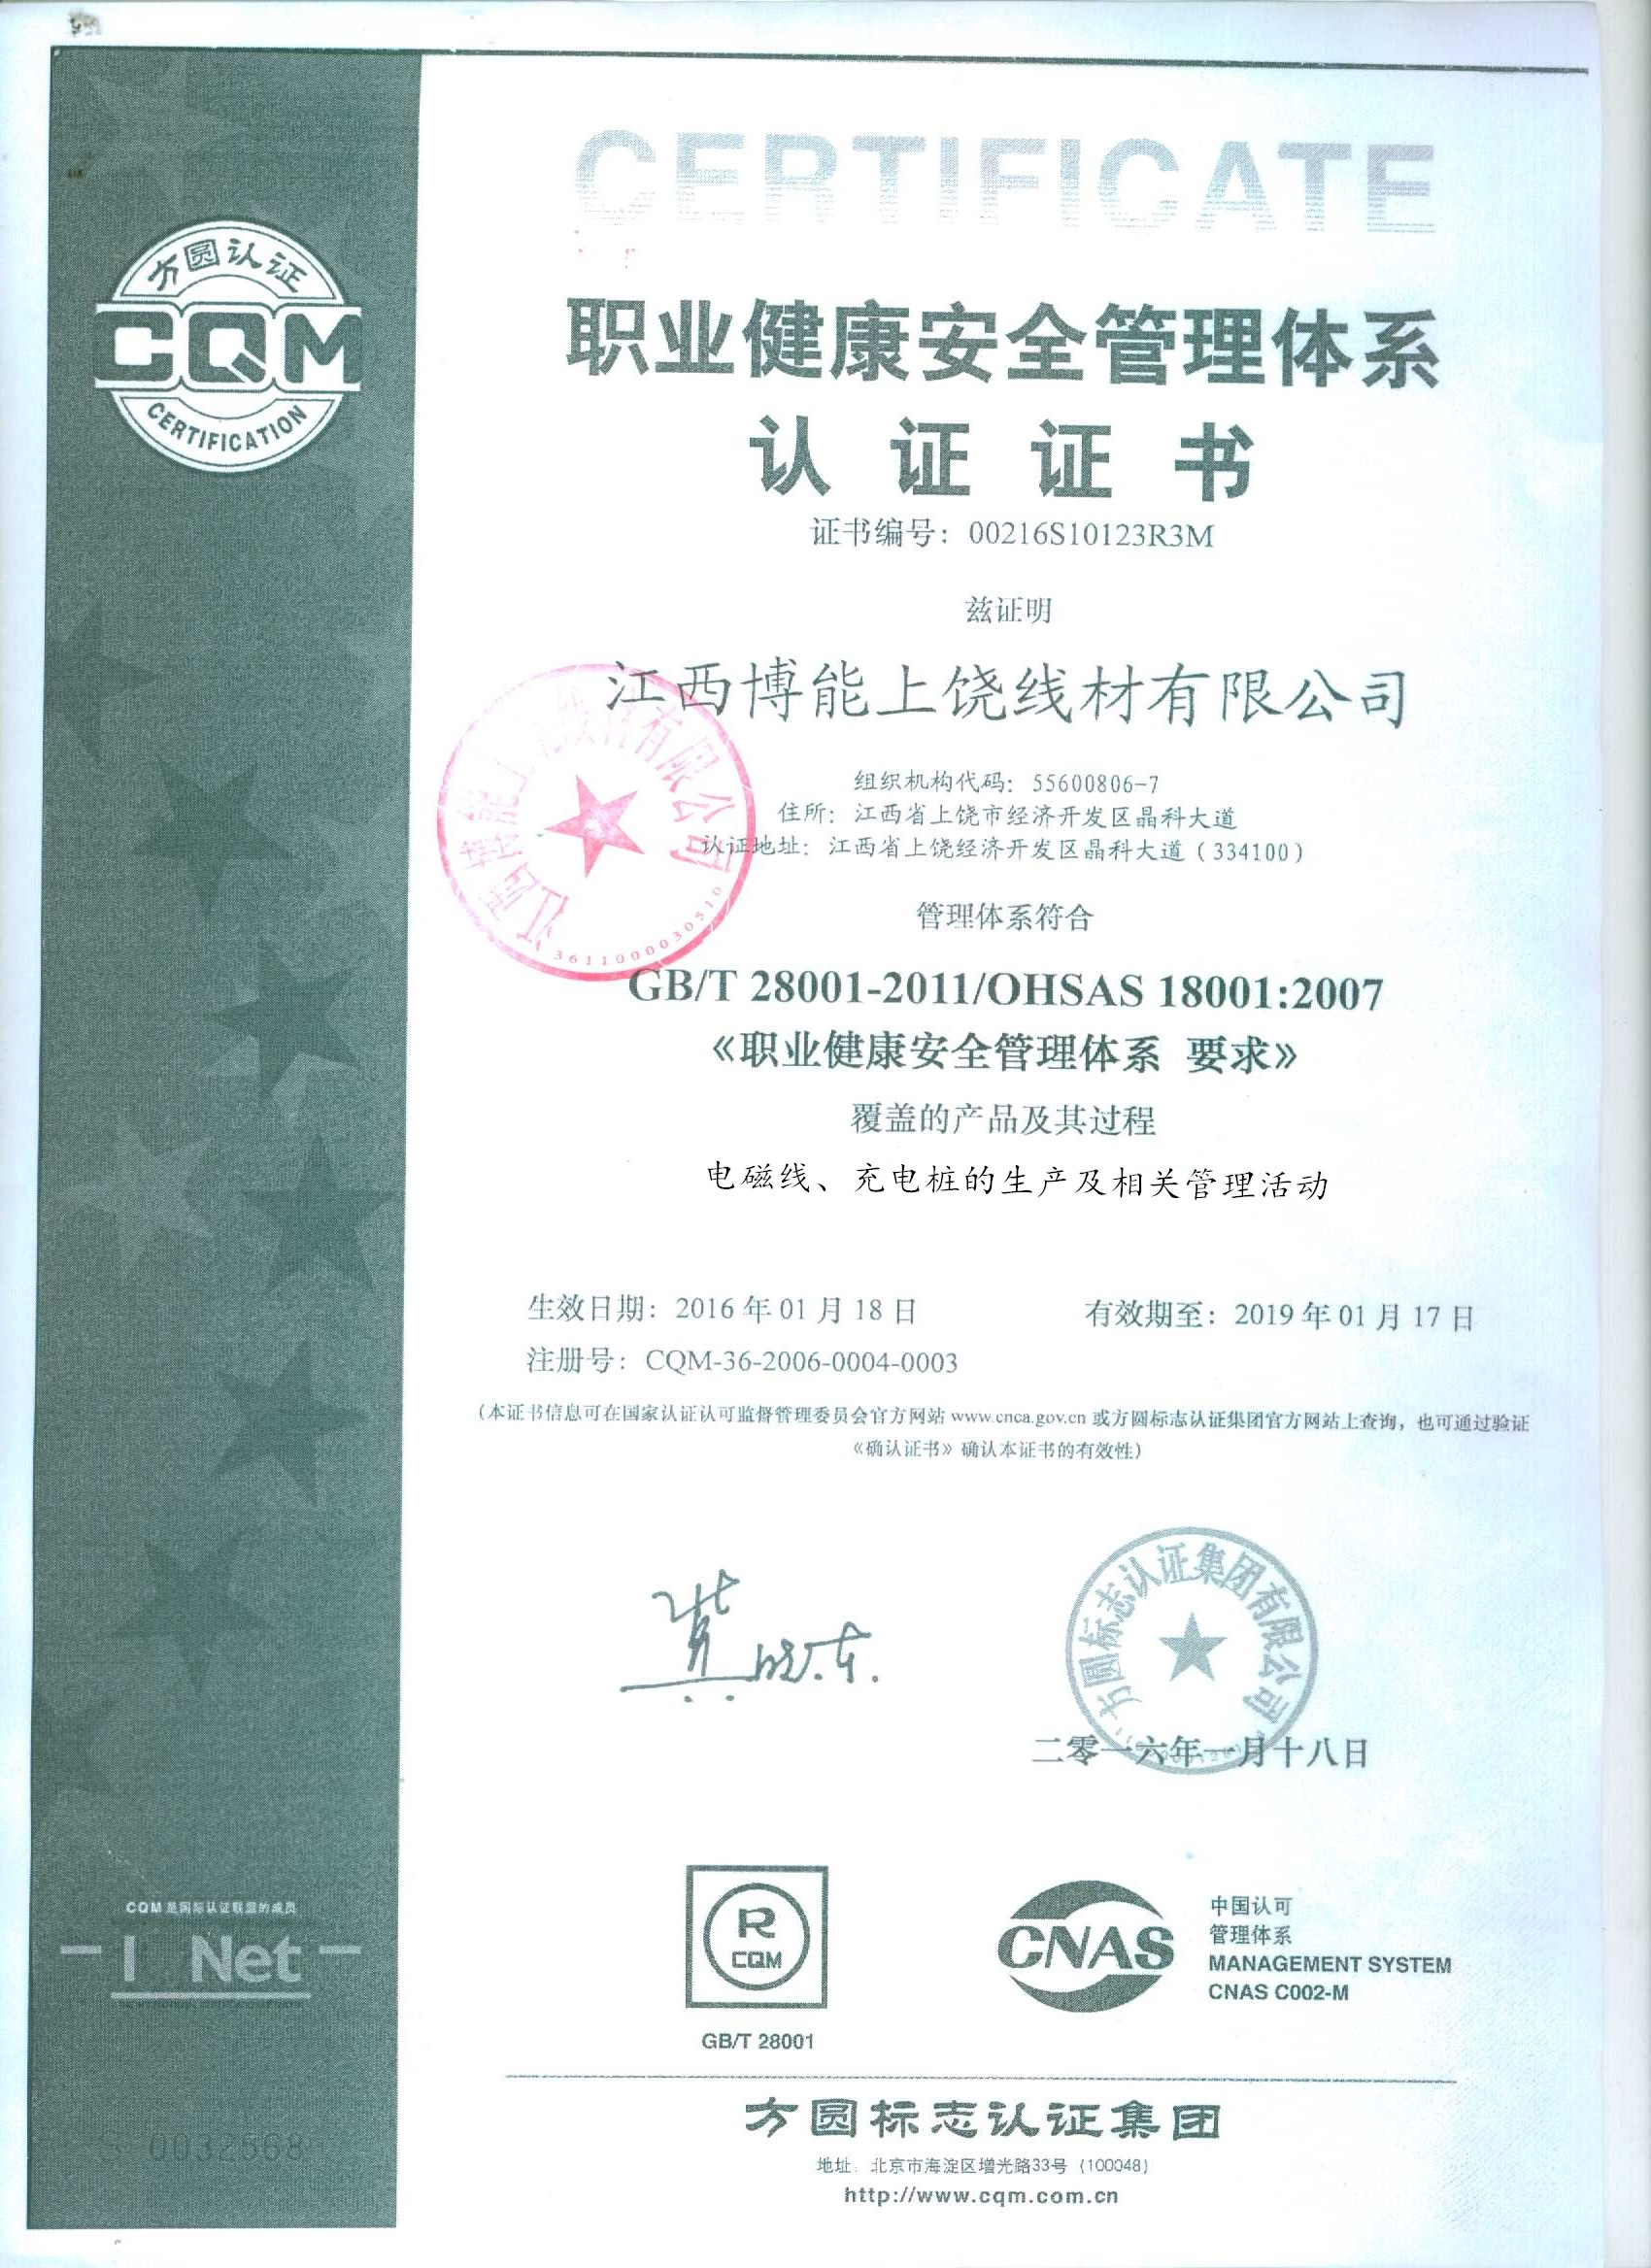 CERTIFICATE
方圆认证
CQM
CERTIFICATION
职业健康安全管理体系
认证证书
证书编号：00216S10123R3M
兹证明
江西博能上饶线材有限公司
组织机构代码：55600806-7
住所：江西省上饶市经济开发区晶科大道
认证地址：江西省上饶经济开发区晶科大道（334100）
江西博能上饶线材有限公司
3611000030510
管理体系符合
GB/T 28001-2011/OHSAS 18001:2007
《职业健康安全管理体系 要求》
覆盖的产品及其过程
电磁线、充电桩的生产及相关管理活动
生效日期：2016 年 01 月 18 日
有效期至：2019 年 01 月 17 日
注册号：CQM-36-2006-0004-0003
（本证书信息可在国家认证认可监督管理委员会官方网站 www.cnca.gov.cn 或方圆标志认证集团官方网站上查询，也可通过验证
《确认证书》确认本证书的有效性）
方圆标志认证集团有限公司
二零一六年一月十八日
CQM 是国际认证联盟的成员
I Net
R
CQM
GB/T 28001
CNAS
中国认可
管理体系
MANAGEMENT SYSTEM
CNAS C002-M
S 0032568
方圆标志认证集团
地址：北京市海淀区增光路33号（100048）
http://www.cqm.com.cn